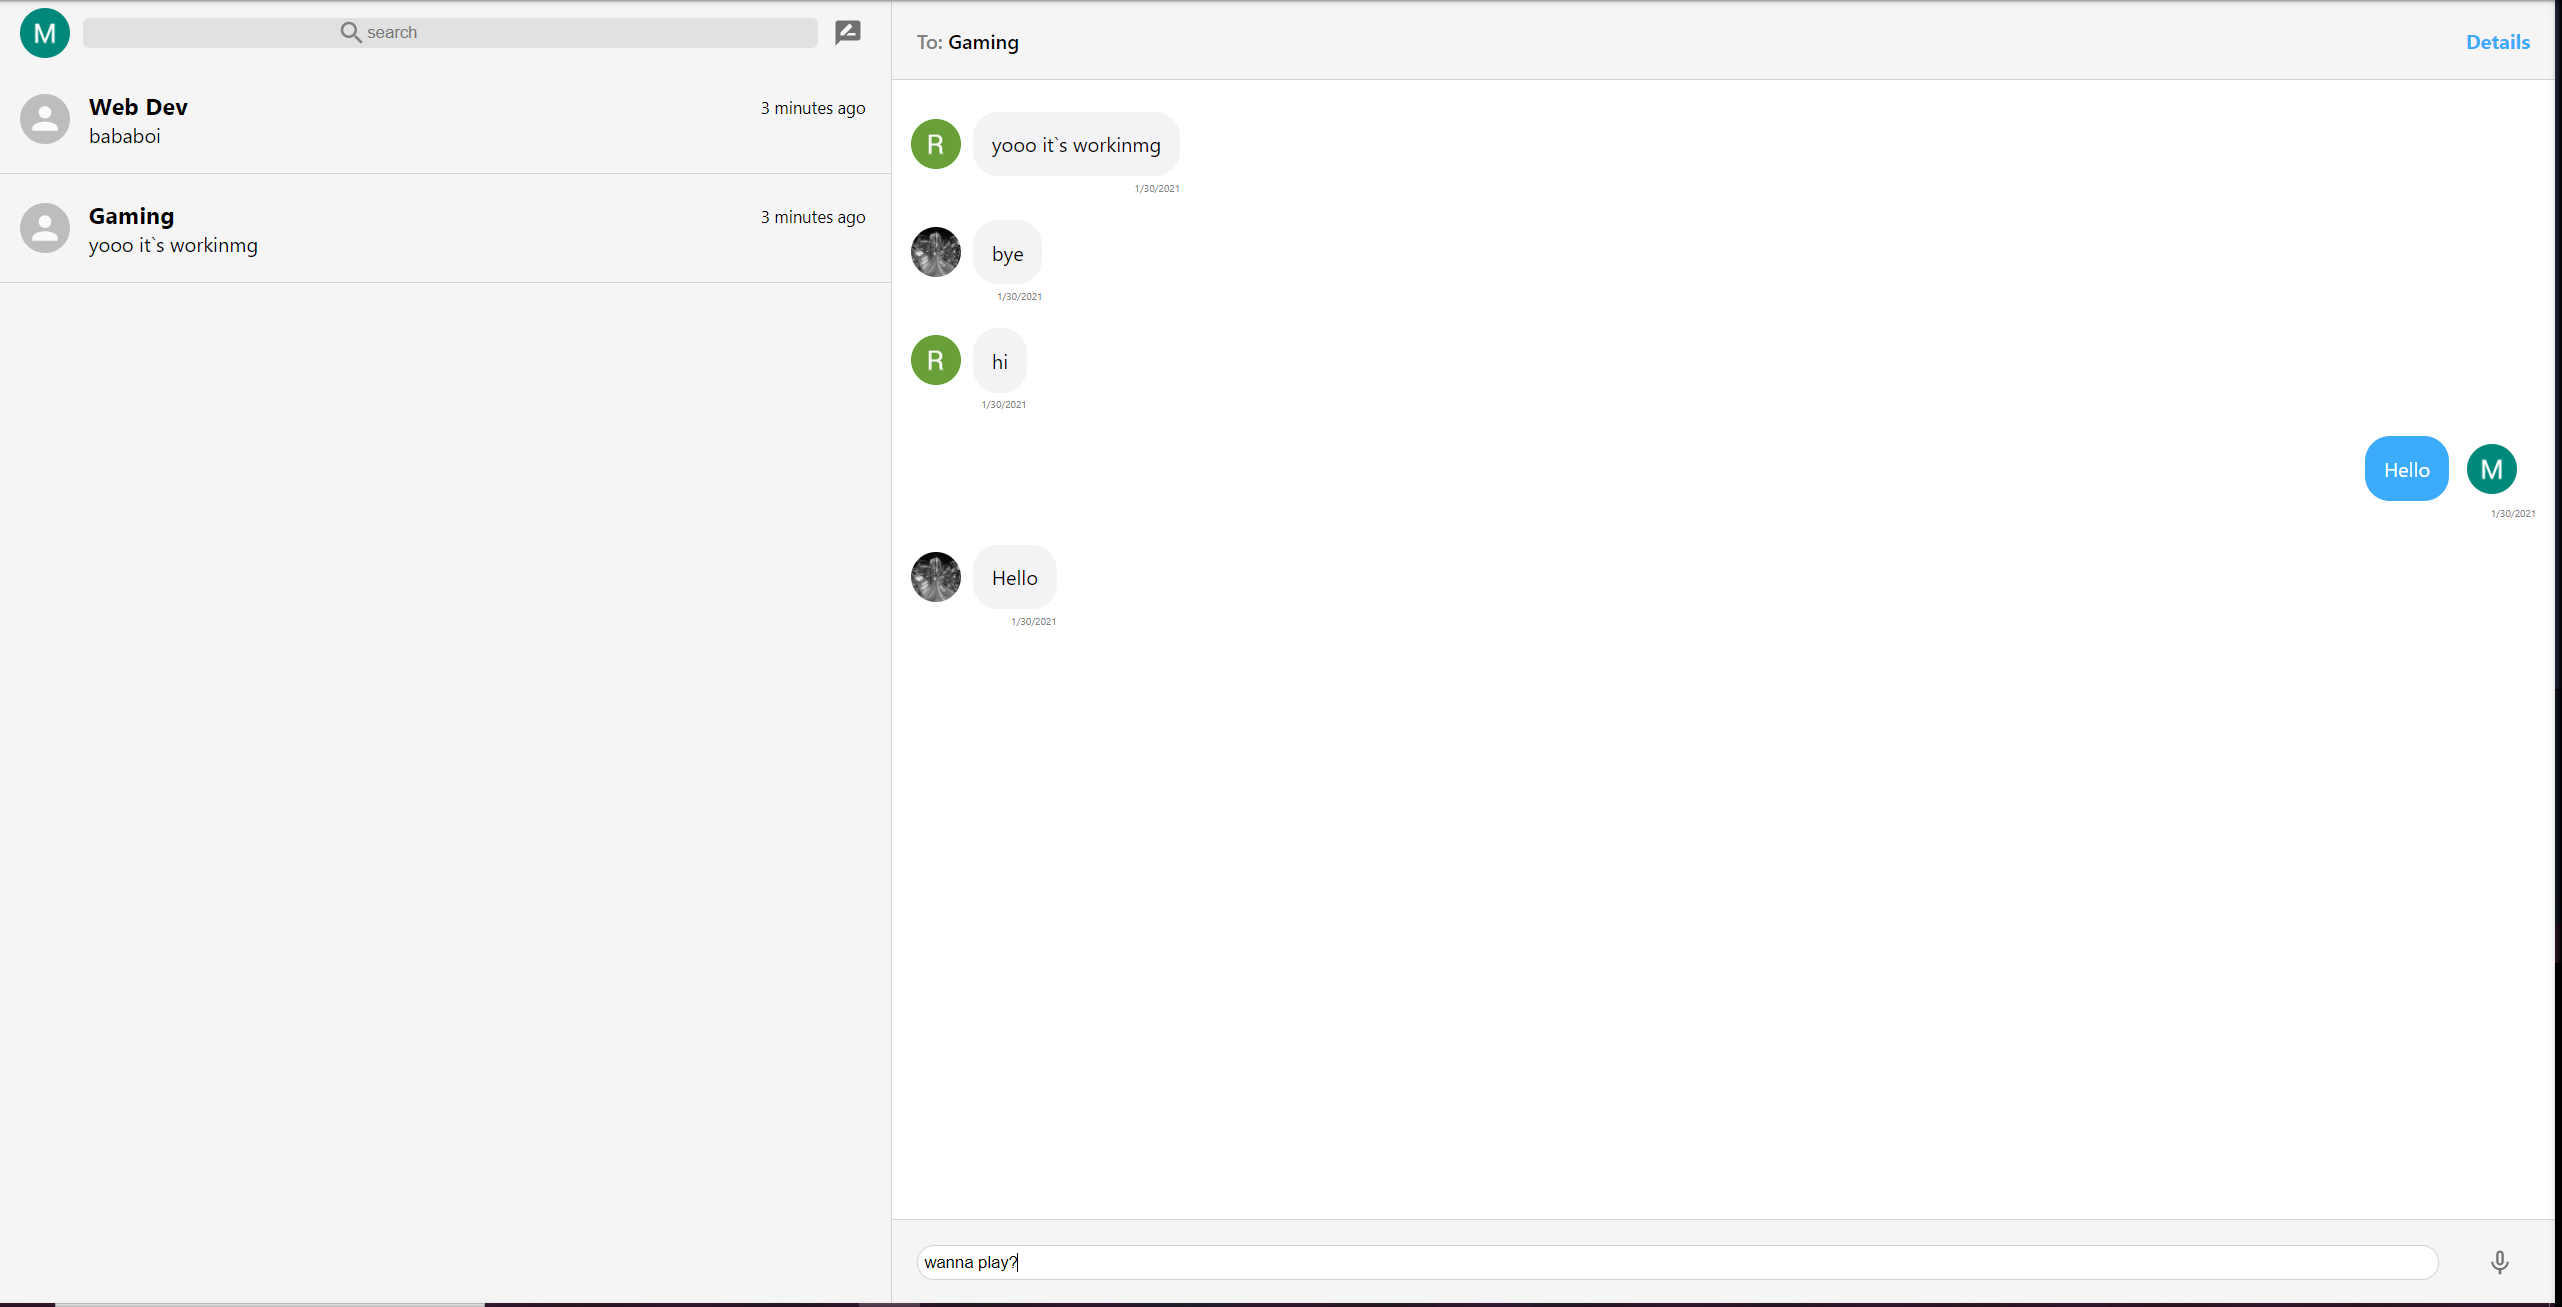 M
search
Web Dev
3 minutes ago
bababoi
Gaming
3 minutes ago
yooo it`s workinmg
To: Gaming
Details
R
yooo it`s workinmg
1/30/2021
bye
1/30/2021
R
hi
1/30/2021
Hello
M
1/30/2021
Hello
1/30/2021
wanna play?